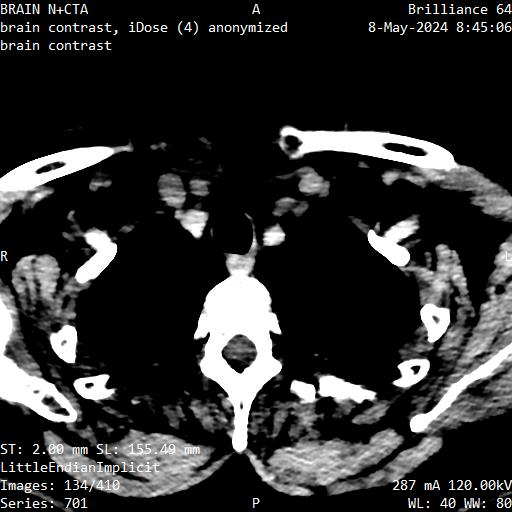 BRAIN N+CTA
brain contrast, iDose (4) anonymized
brain contrast
A
Brilliance 64
8-May-2024 8:45:06
R
L
ST: 2.00 mm SL: 155.49 mm
LittleEndianImplicit
Images: 134/410
Series: 701
P
287 mA 120.00kV
WL: 40 WW: 80